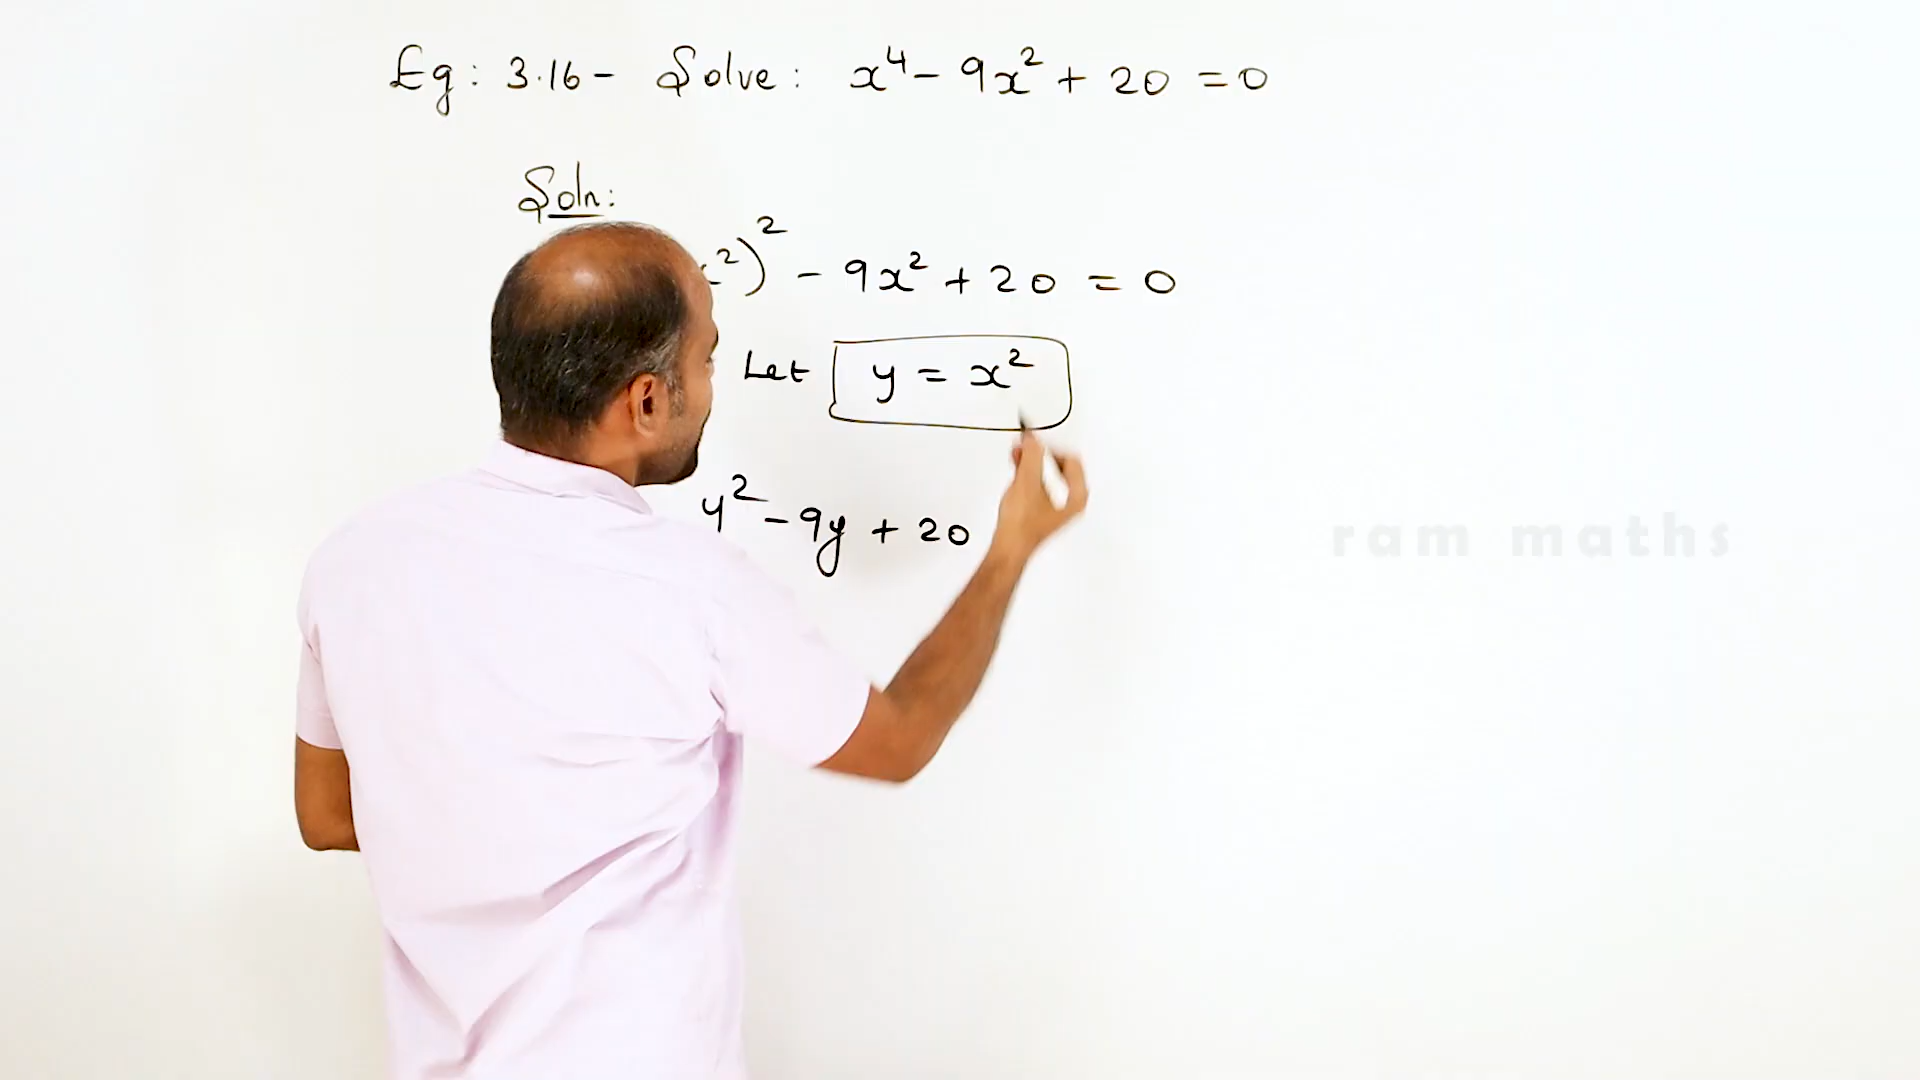 Eg: 3.16 - Solve: x⁴ - 9x² + 20 = 0
Soln:
x²)² - 9x² + 20 = 0
Let y = x²
y² - 9y + 20
ram maths